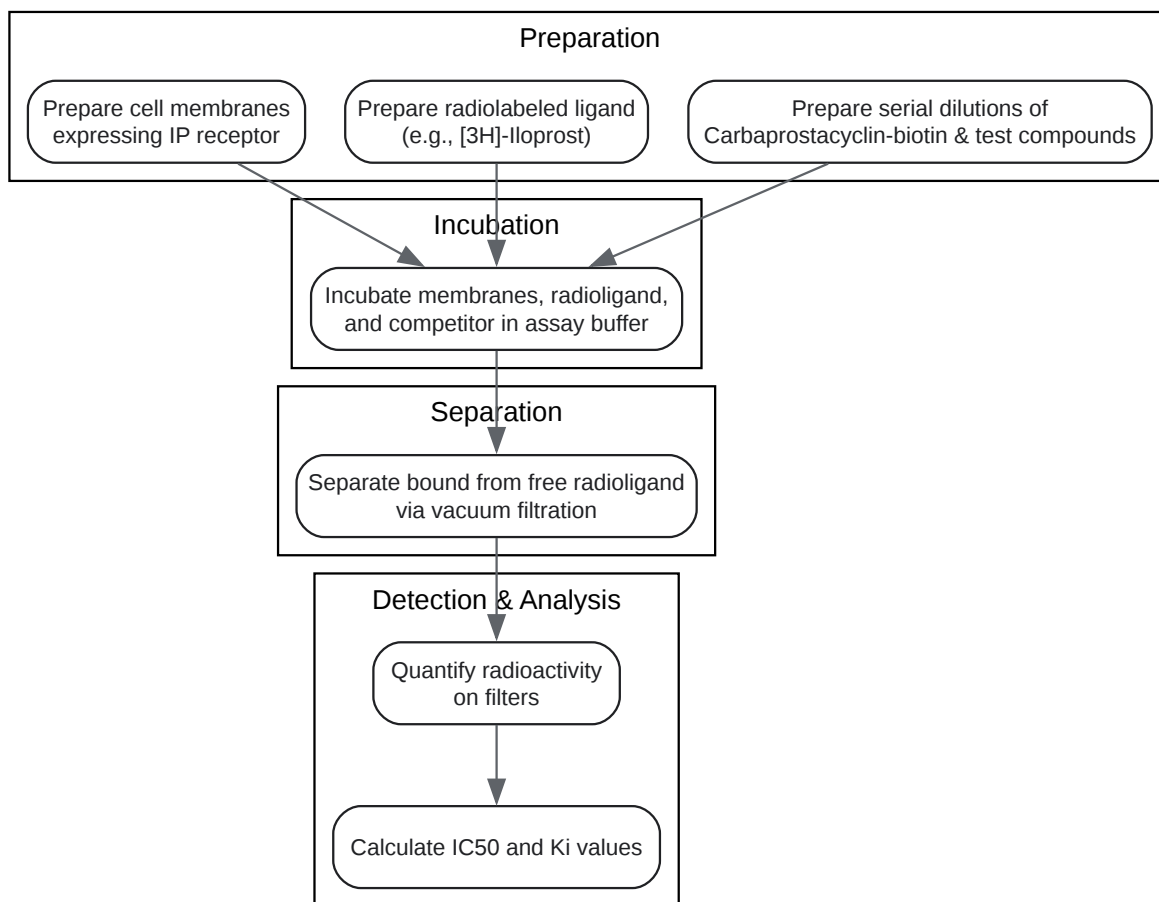 Preparation
Prepare cell membranes
expressing IP receptor
Prepare radiolabeled ligand
(e.g., [3H]-Iloprost)
Prepare serial dilutions of
Carbaprostacyclin-biotin & test compounds
Incubation
Incubate membranes, radioligand,
and competitor in assay buffer
Separation
Separate bound from free radioligand
via vacuum filtration
Detection & Analysis
Quantify radioactivity
on filters
Calculate IC50 and Ki values